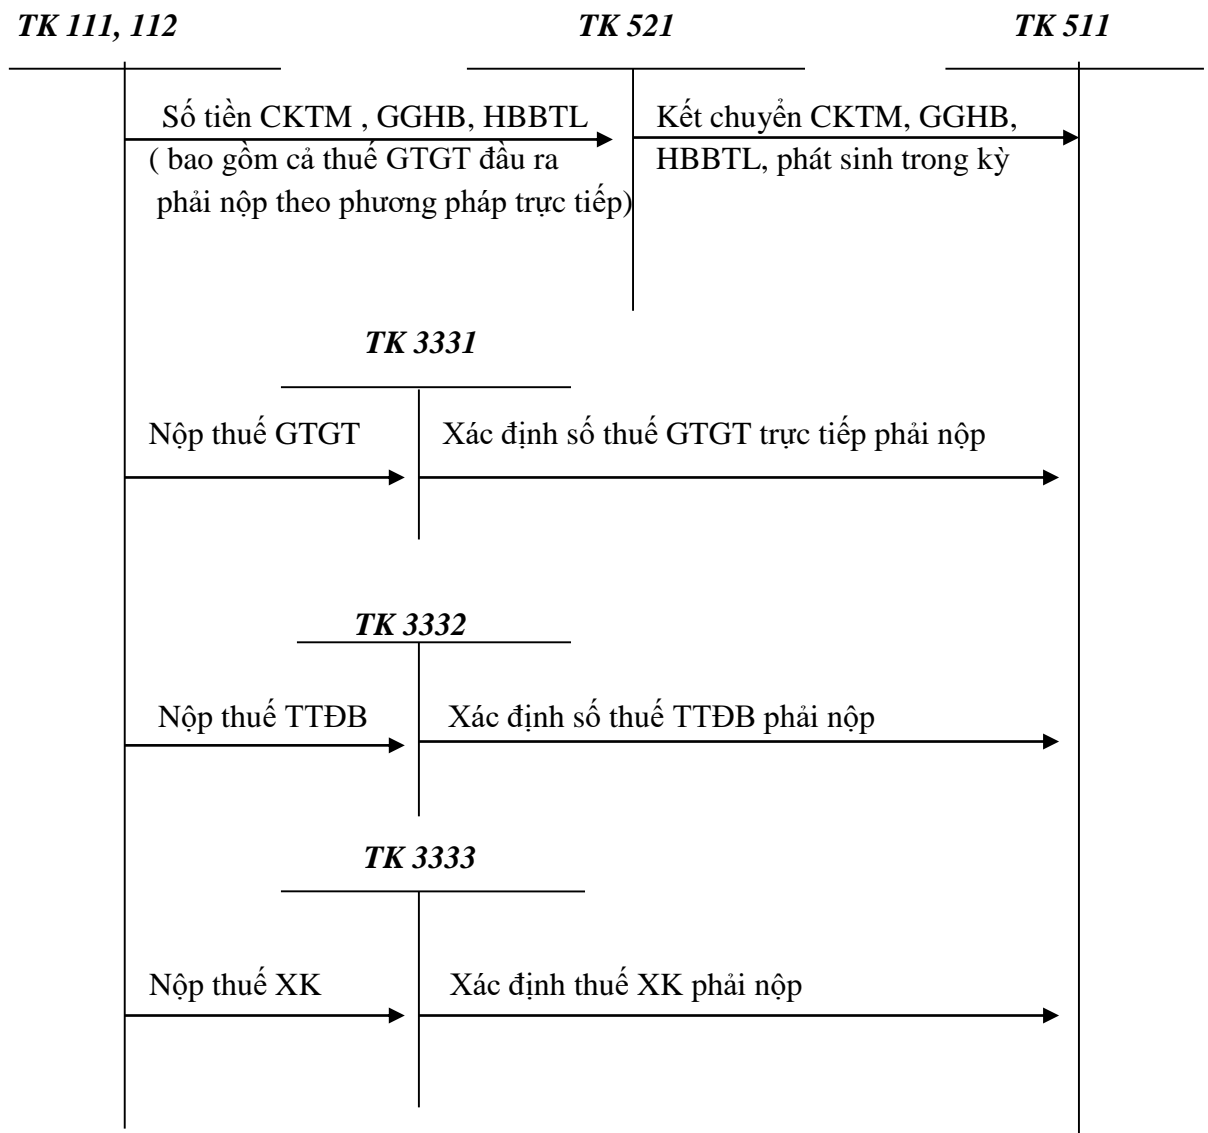 TK 111, 112 TK 521 TK 511
Số tiền CKTM , GGHB, HBBTL Kết chuyển CKTM, GGHB,
( bao gồm cả thuế GTGT đầu ra HBBTL, phát sinh trong kỳ
phải nộp theo phương pháp trực tiếp)
TK 3331
Nộp thuế GTGT Xác định số thuế GTGT trực tiếp phải nộp
TK 3332
Nộp thuế TTĐB Xác định số thuế TTĐB phải nộp
TK 3333
Nộp thuế XK Xác định thuế XK phải nộp